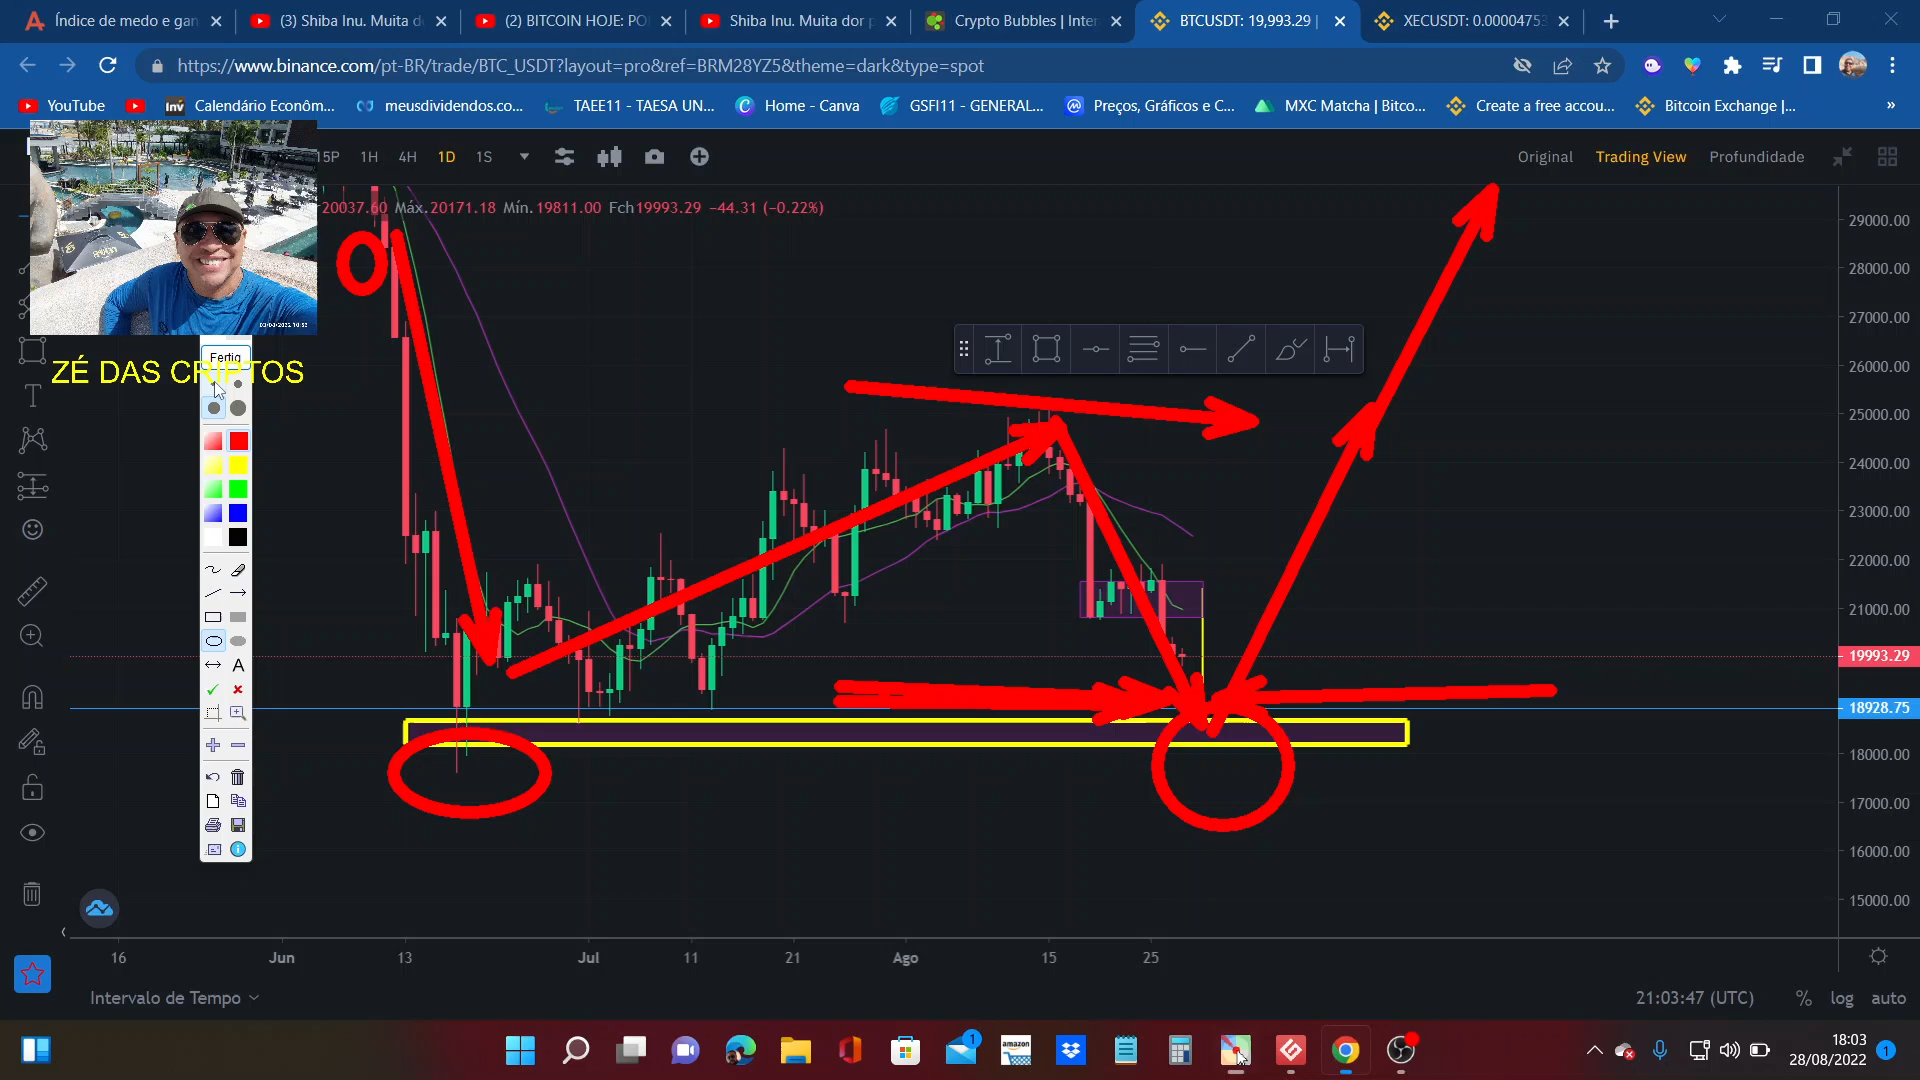 Índice de medo e gan
(3) Shiba Inu. Muita d
(2) BITCOIN HOJE: PO
Shiba Inu. Muita dor p
Crypto Bubbles | Inter
BTCUSDT: 19,993.29 |
XECUSDT: 0.00004753
https://www.binance.com/pt-BR/trade/BTC_USDT?layout=pro&ref=BRM28YZ5&theme=dark&type=spot
YouTube
Calendário Econôm...
meusdividendos.co...
TAEE11 - TAESA UN...
Home - Canva
GSFI11 - GENERAL...
Preços, Gráficos e C...
MXC Matcha | Bitco...
Create a free accou...
Bitcoin Exchange |...
»
15P 1H 4H 1D 1S
Original Trading View Profundidade
20037.60 Máx.20171.18 Mín.19811.00 Fch19993.29 −44.31 (−0.22%)
Fertig
ZÉ DAS CRIPTOS
29000.00
28000.00
27000.00
26000.00
25000.00
24000.00
23000.00
22000.00
21000.00
19993.29
18928.75
18000.00
17000.00
16000.00
15000.00
16 Jun 13 Jul 11 21 Ago 15 25
Intervalo de Tempo
21:03:47 (UTC) % log auto
amazon
1
18:03
28/08/2022
1